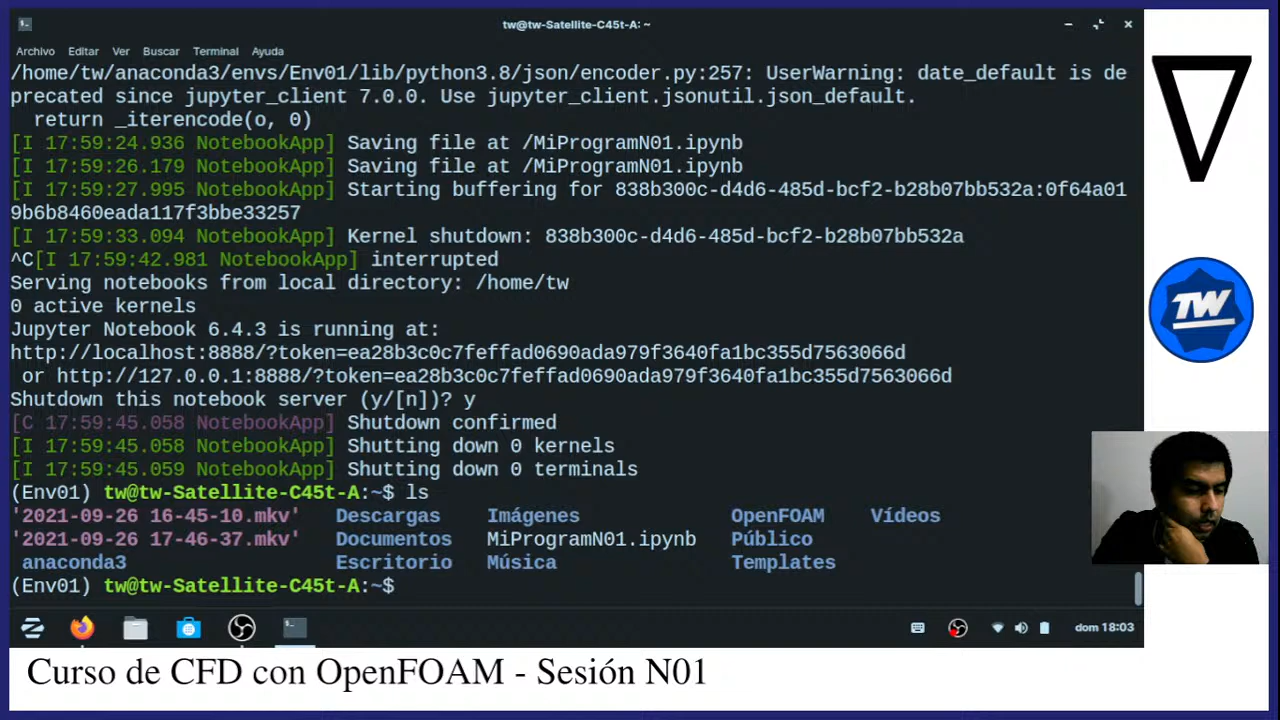 tw@tw-Satellite-C45t-A: ~
Archivo Editar Ver Buscar Terminal Ayuda
/home/tw/anaconda3/envs/Env01/lib/python3.8/json/encoder.py:257: UserWarning: date_default is de
precated since jupyter_client 7.0.0. Use jupyter_client.jsonutil.json_default.
  return _iterencode(o, 0)
[I 17:59:24.936 NotebookApp] Saving file at /MiProgramN01.ipynb
[I 17:59:26.179 NotebookApp] Saving file at /MiProgramN01.ipynb
[I 17:59:27.995 NotebookApp] Starting buffering for 838b300c-d4d6-485d-bcf2-b28b07bb532a:0f64a01
9b6b8460eada117f3bbe33257
[I 17:59:33.094 NotebookApp] Kernel shutdown: 838b300c-d4d6-485d-bcf2-b28b07bb532a
^C[I 17:59:42.981 NotebookApp] interrupted
Serving notebooks from local directory: /home/tw
0 active kernels
Jupyter Notebook 6.4.3 is running at:
http://localhost:8888/?token=ea28b3c0c7feffad0690ada979f3640fa1bc355d7563066d
 or http://127.0.0.1:8888/?token=ea28b3c0c7feffad0690ada979f3640fa1bc355d7563066d
Shutdown this notebook server (y/[n])? y
[C 17:59:45.058 NotebookApp] Shutdown confirmed
[I 17:59:45.058 NotebookApp] Shutting down 0 kernels
[I 17:59:45.059 NotebookApp] Shutting down 0 terminals
(Env01) tw@tw-Satellite-C45t-A:~$ ls
'2021-09-26 16-45-10.mkv' Descargas Imágenes OpenFOAM Vídeos
'2021-09-26 17-46-37.mkv' Documentos MiProgramN01.ipynb Público
anaconda3 Escritorio Música Templates
(Env01) tw@tw-Satellite-C45t-A:~$
TW
dom 18:03
Curso de CFD con OpenFOAM - Sesión N01